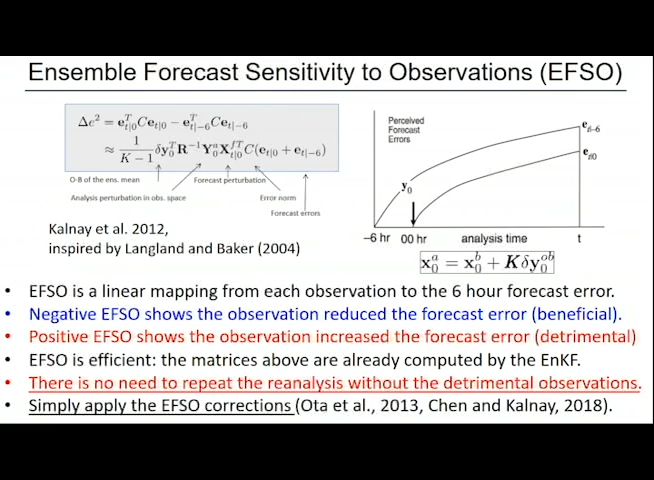 Ensemble Forecast Sensitivity to Observations (EFSO)
Δe² = e^T_{t|0} C e_{t|0} − e^T_{t|−6} C e_{t|−6}
≈ 1/(K − 1) δy^T_0 R^{−1} Y^a_0 X^{fT}_{t|0} C(e_{t|0} + e_{t|−6})
O-B of the ens. mean
Forecast perturbation
Analysis perturbation in obs. space
Error norm
Forecast errors
Kalnay et al. 2012,
inspired by Langland and Baker (2004)
Perceived
Forecast
Errors
e_{t|−6}
e_{t|0}
y_0
−6 hr 00 hr analysis time t
x^a_0 = x^b_0 + Kδy^{ob}_0
• EFSO is a linear mapping from each observation to the 6 hour forecast error.
• Negative EFSO shows the observation reduced the forecast error (beneficial).
• Positive EFSO shows the observation increased the forecast error (detrimental)
• EFSO is efficient: the matrices above are already computed by the EnKF.
• There is no need to repeat the reanalysis without the detrimental observations.
• Simply apply the EFSO corrections (Ota et al., 2013, Chen and Kalnay, 2018).